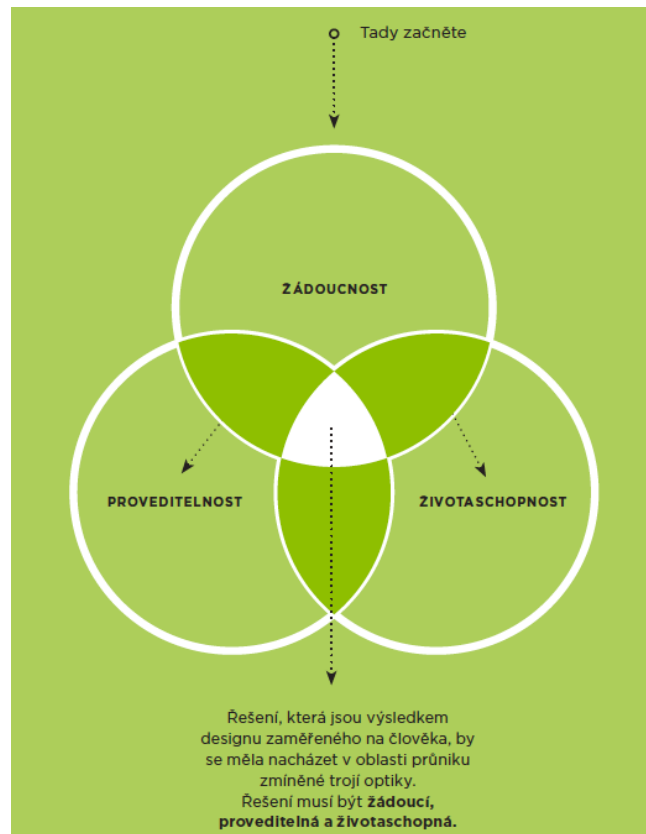 Tady začněte
ŽÁDOUCNOST
PROVEDITELNOST
ŽIVOTASCHOPNOST
Řešení, která jsou výsledkem
designu zaměřeného na člověka, by
se měla nacházet v oblasti průniku
zmíněné trojí optiky.
Řešení musí být žádoucí,
proveditelná a životaschopná.